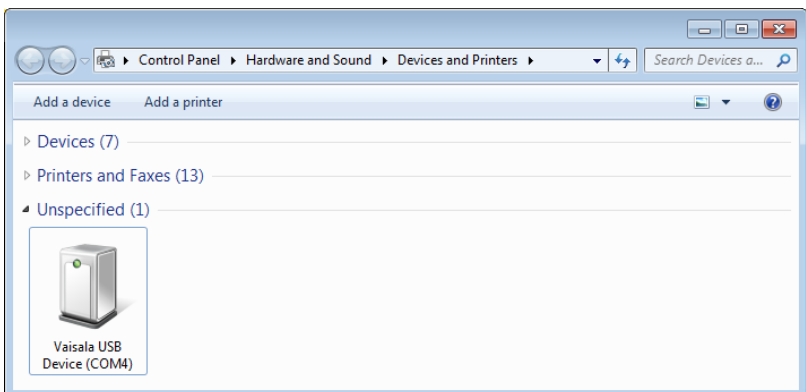 Control Panel Hardware and Sound Devices and Printers Search Devices a...
Add a device Add a printer
Devices (7)
Printers and Faxes (13)
Unspecified (1)
Vaisala USB
Device (COM4)